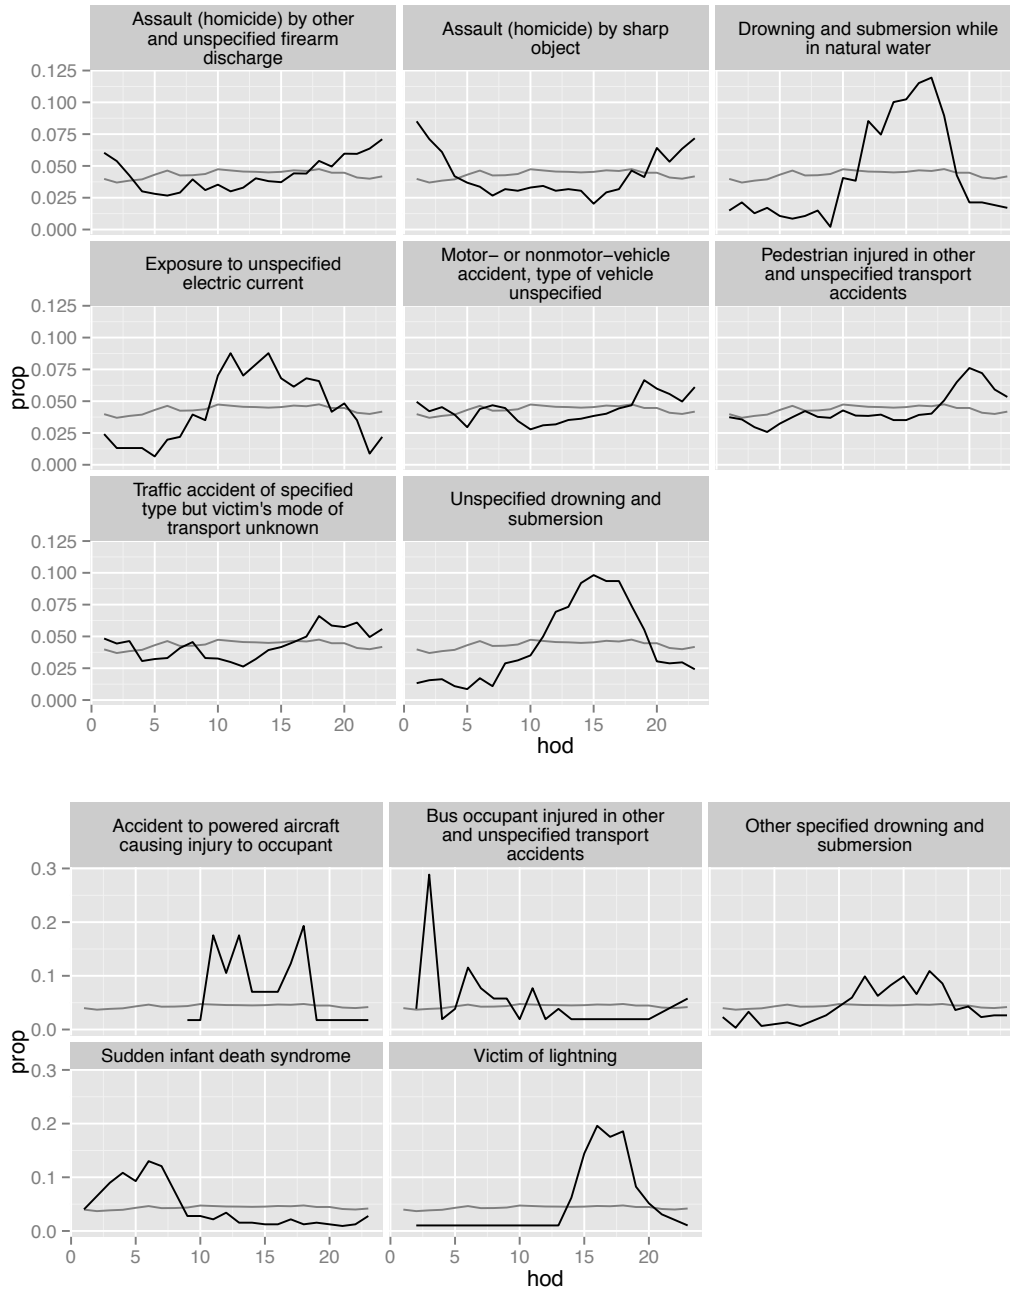 Assault (homicide) by other
and unspecified firearm
discharge
Assault (homicide) by sharp
object
Drowning and submersion while
in natural water
0.125
0.100
0.075
0.050
0.025
0.000
Exposure to unspecified
electric current
Motor− or nonmotor−vehicle
accident, type of vehicle
unspecified
Pedestrian injured in other
and unspecified transport
accidents
0.125
0.100
0.075
0.050
0.025
0.000
prop
Traffic accident of specified
type but victim's mode of
transport unknown
Unspecified drowning and
submersion
0.125
0.100
0.075
0.050
0.025
0.000
0 5 10 15 20 0 5 10 15 20
hod
Accident to powered aircraft
causing injury to occupant
Bus occupant injured in other
and unspecified transport
accidents
Other specified drowning and
submersion
0.3
0.2
0.1
0.0
prop
Sudden infant death syndrome
Victim of lightning
0.3
0.2
0.1
0.0
0 5 10 15 20 0 5 10 15 20
hod